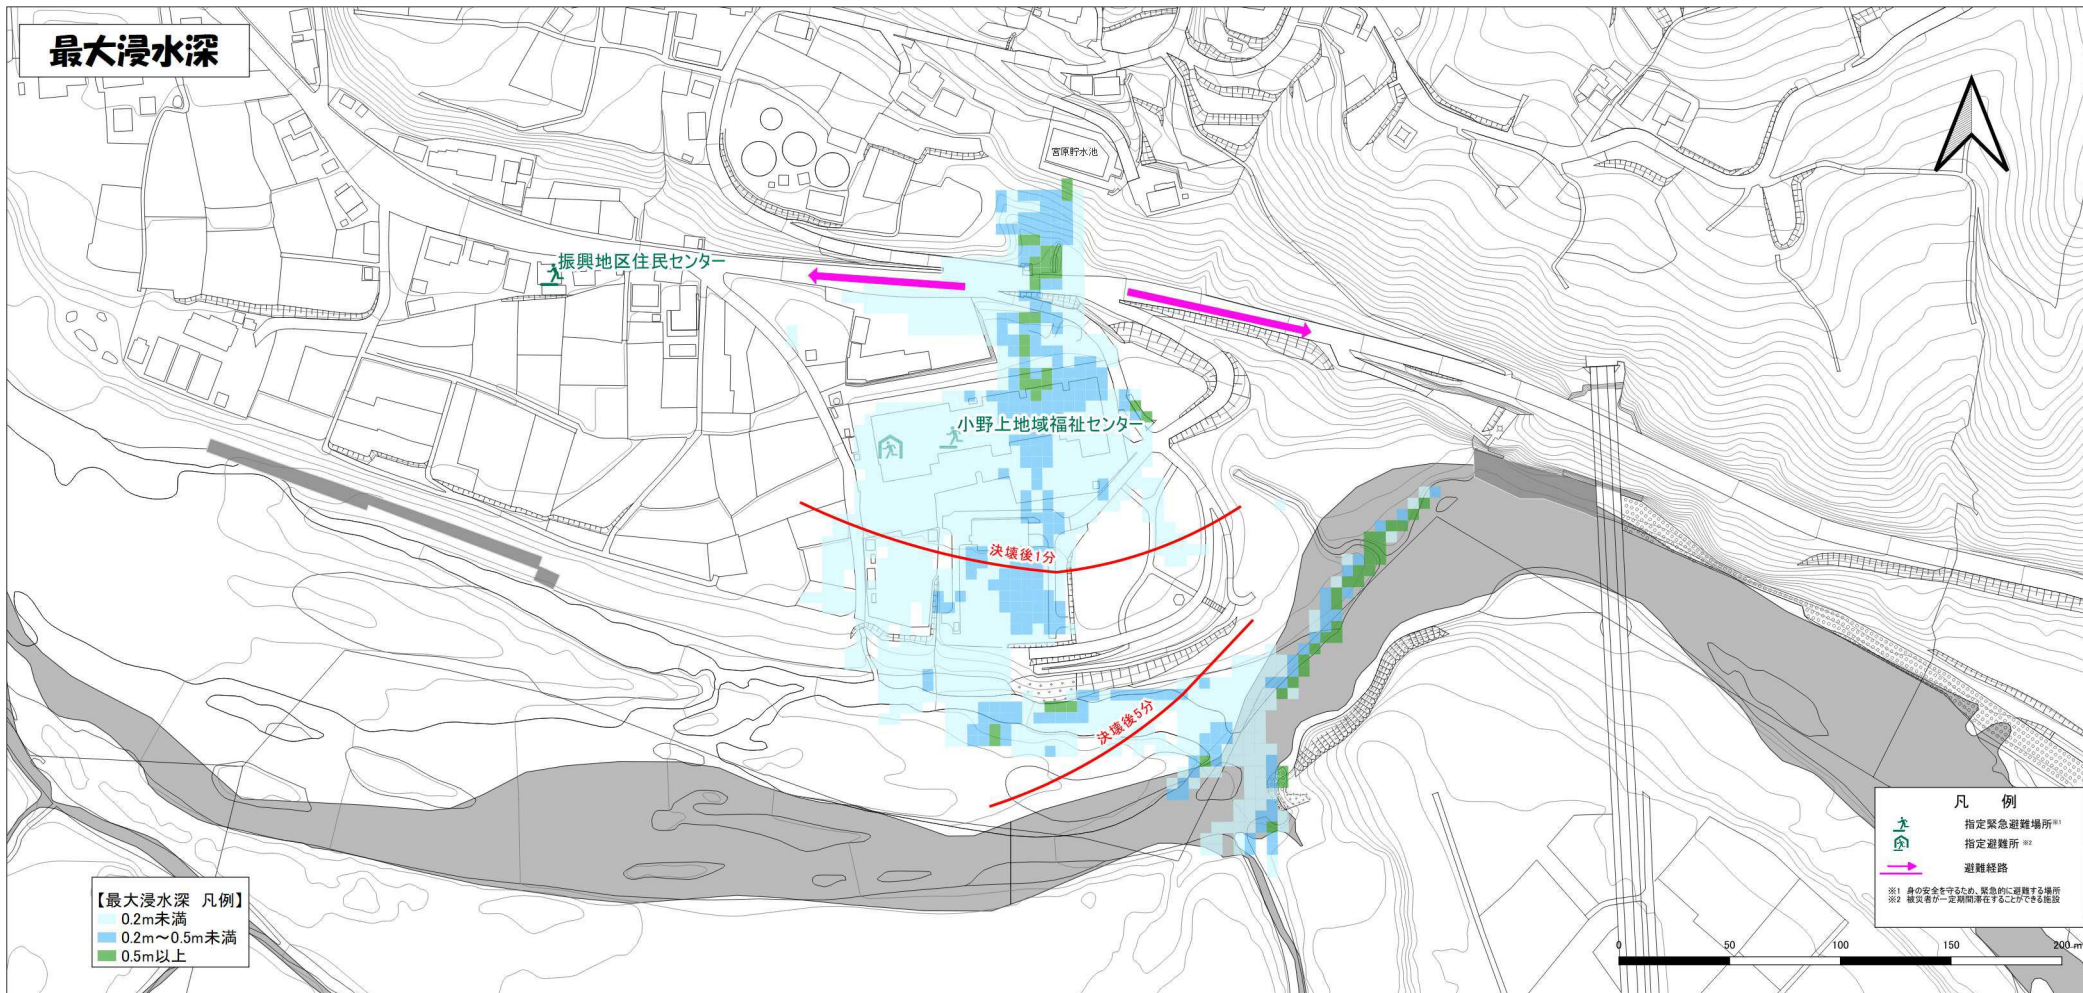 最大浸水深
宮原貯水池
振興地区住民センター
小野上地域福祉センター
決壊後1分
決壊後5分
凡 例
指定緊急避難場所※1
指定避難所 ※2
避難経路
※1 身の安全を守るため、緊急的に避難する場所
※2 被災者が一定期間滞在することができる施設
【最大浸水深 凡例】
0.2m未満
0.2m～0.5m未満
0.5m以上
0 50 100 150 200 m